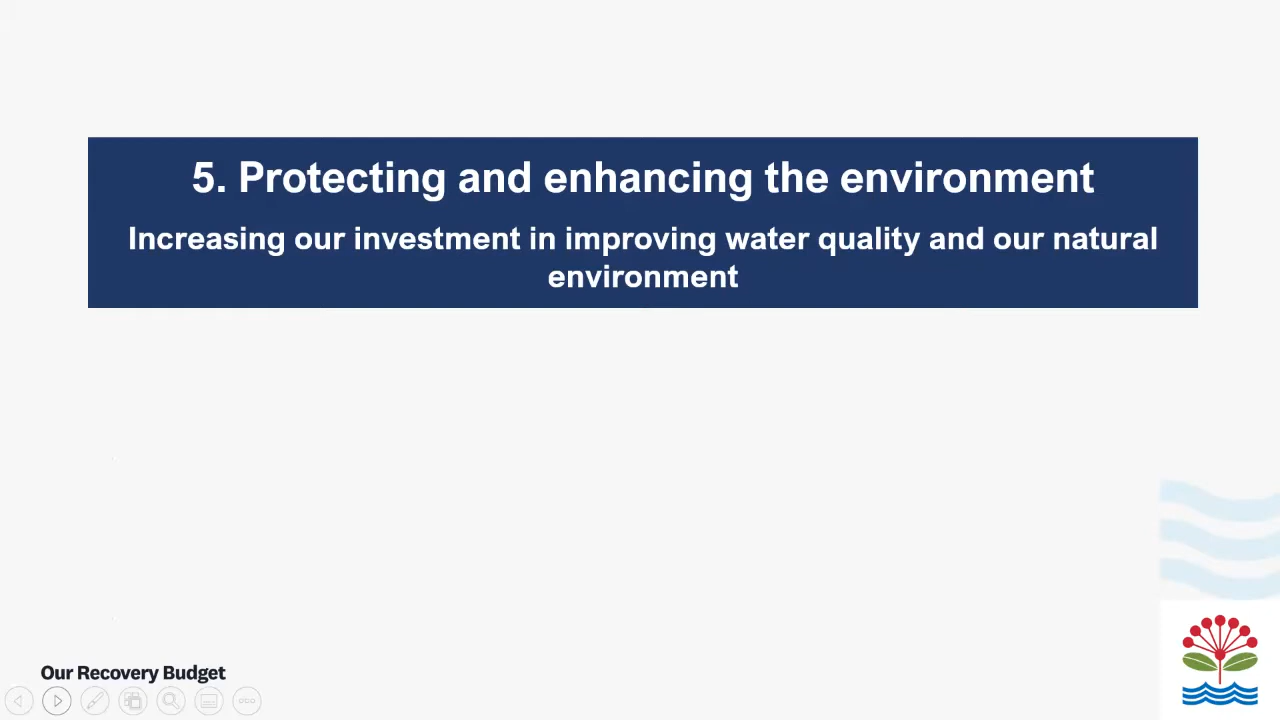 5. Protecting and enhancing the environment
Increasing our investment in improving water quality and our natural
environment
Our Recovery Budget